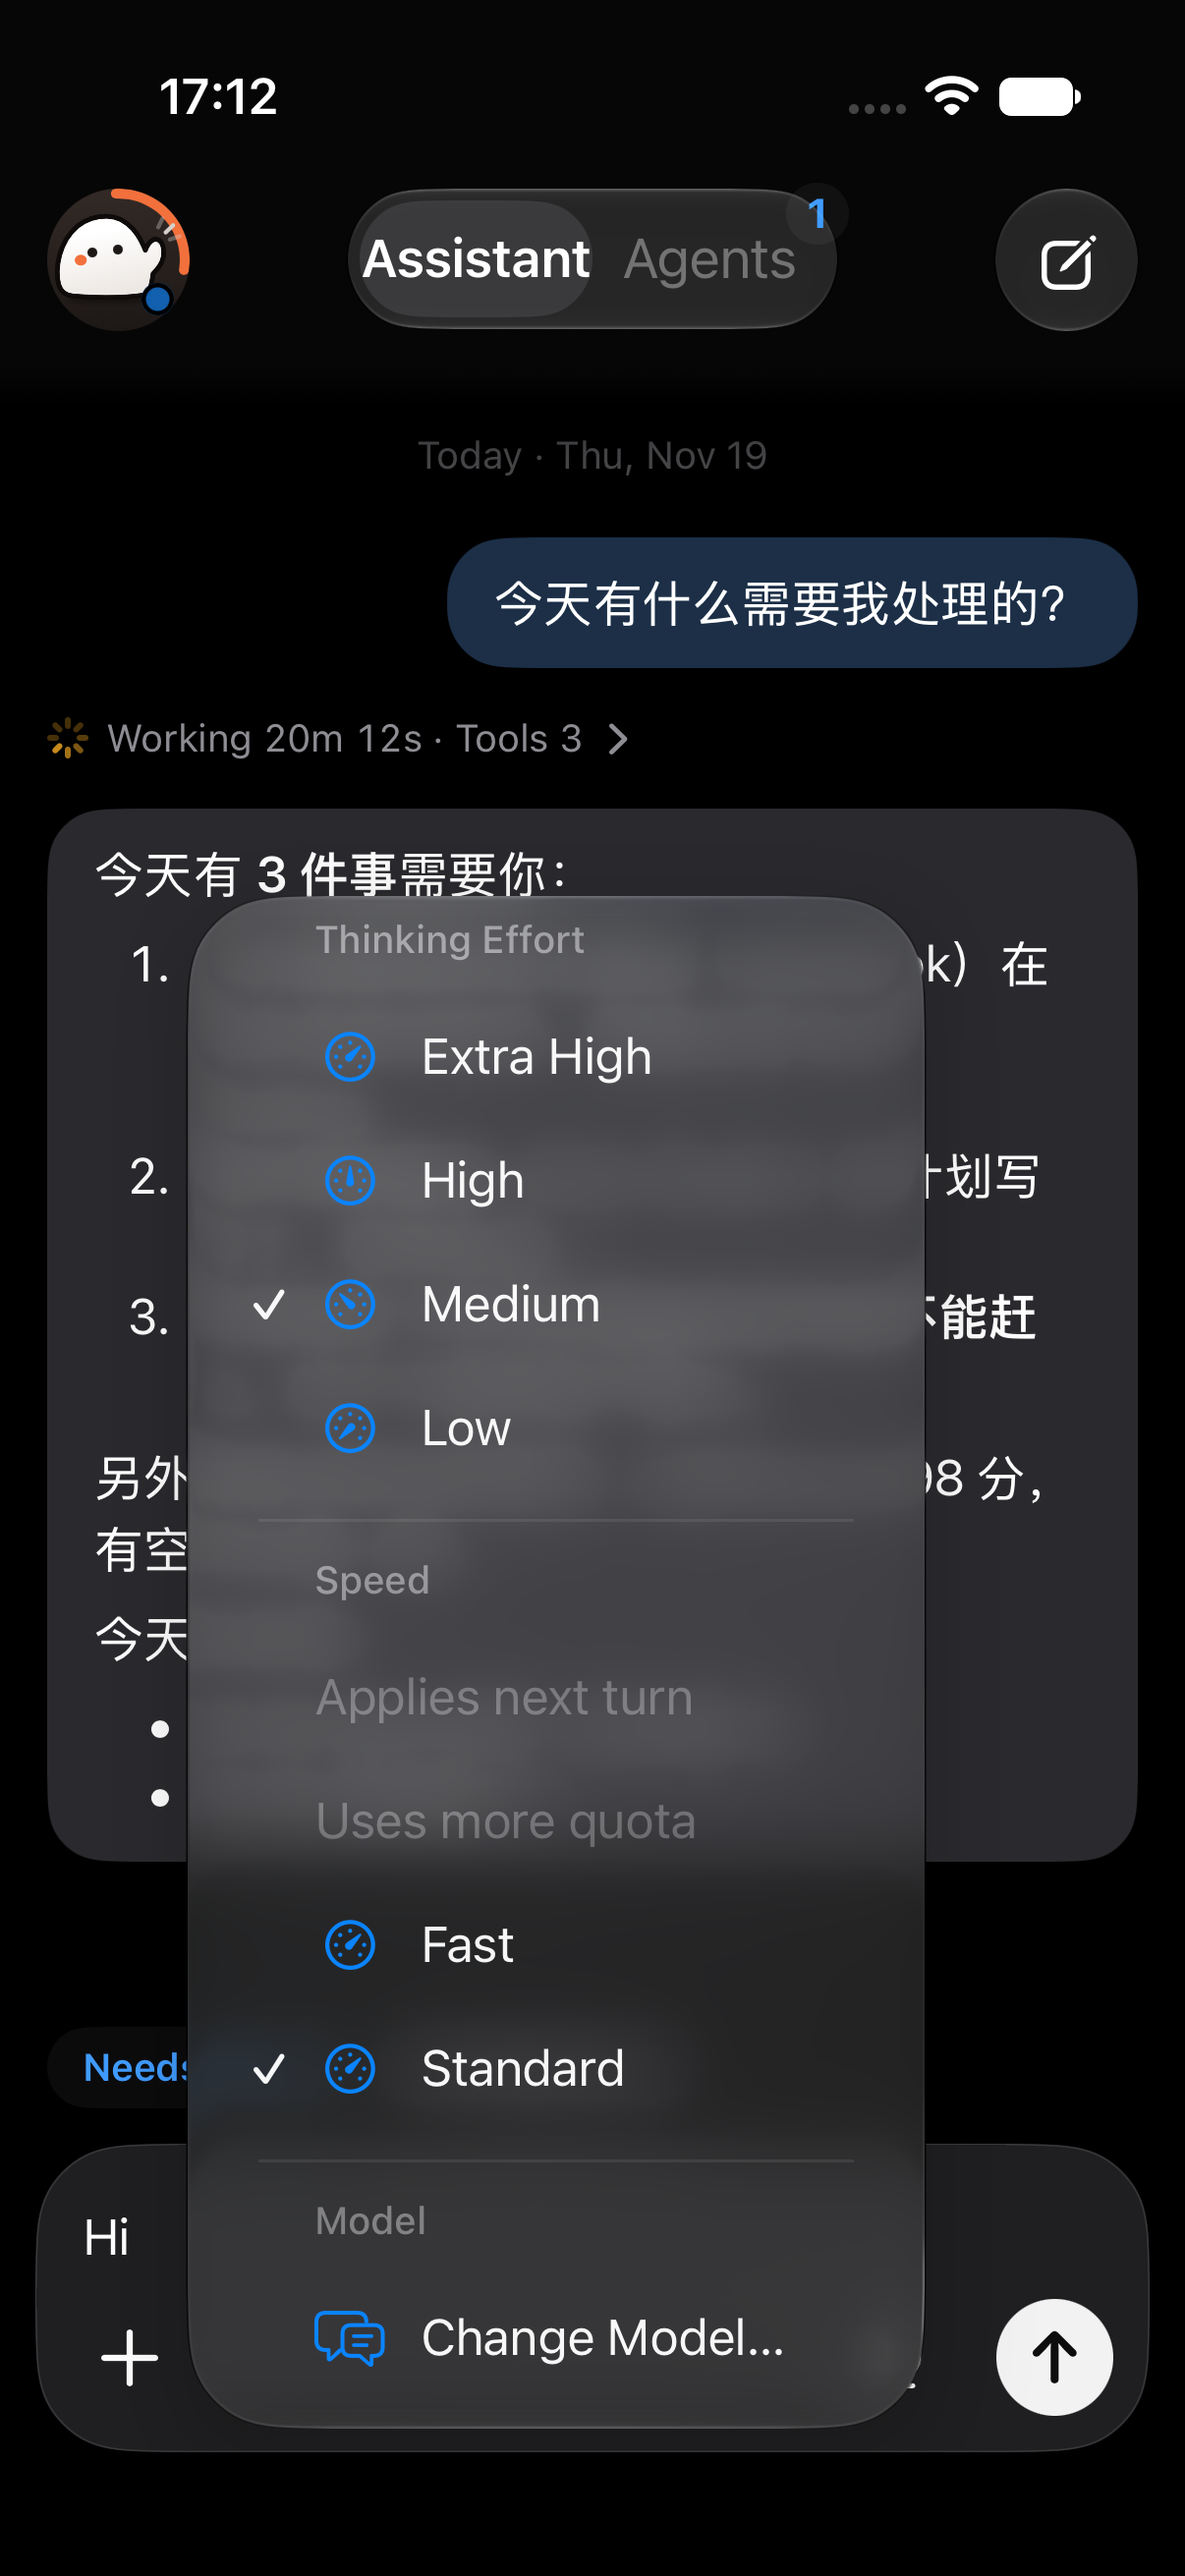 17:12
Assistant
Agents
1
Today · Thu, Nov 19
今天有什么需要我处理的?
Working 20m 12s · Tools 3
今天有 3 件事需要你：
1.
k） 在
2.
划写
3.
能赶
另外
98 分，
有空
今天
Thinking Effort
Extra High
High
Medium
Low
Speed
Applies next turn
Uses more quota
Fast
Standard
Model
Change Model...
Needs
Hi